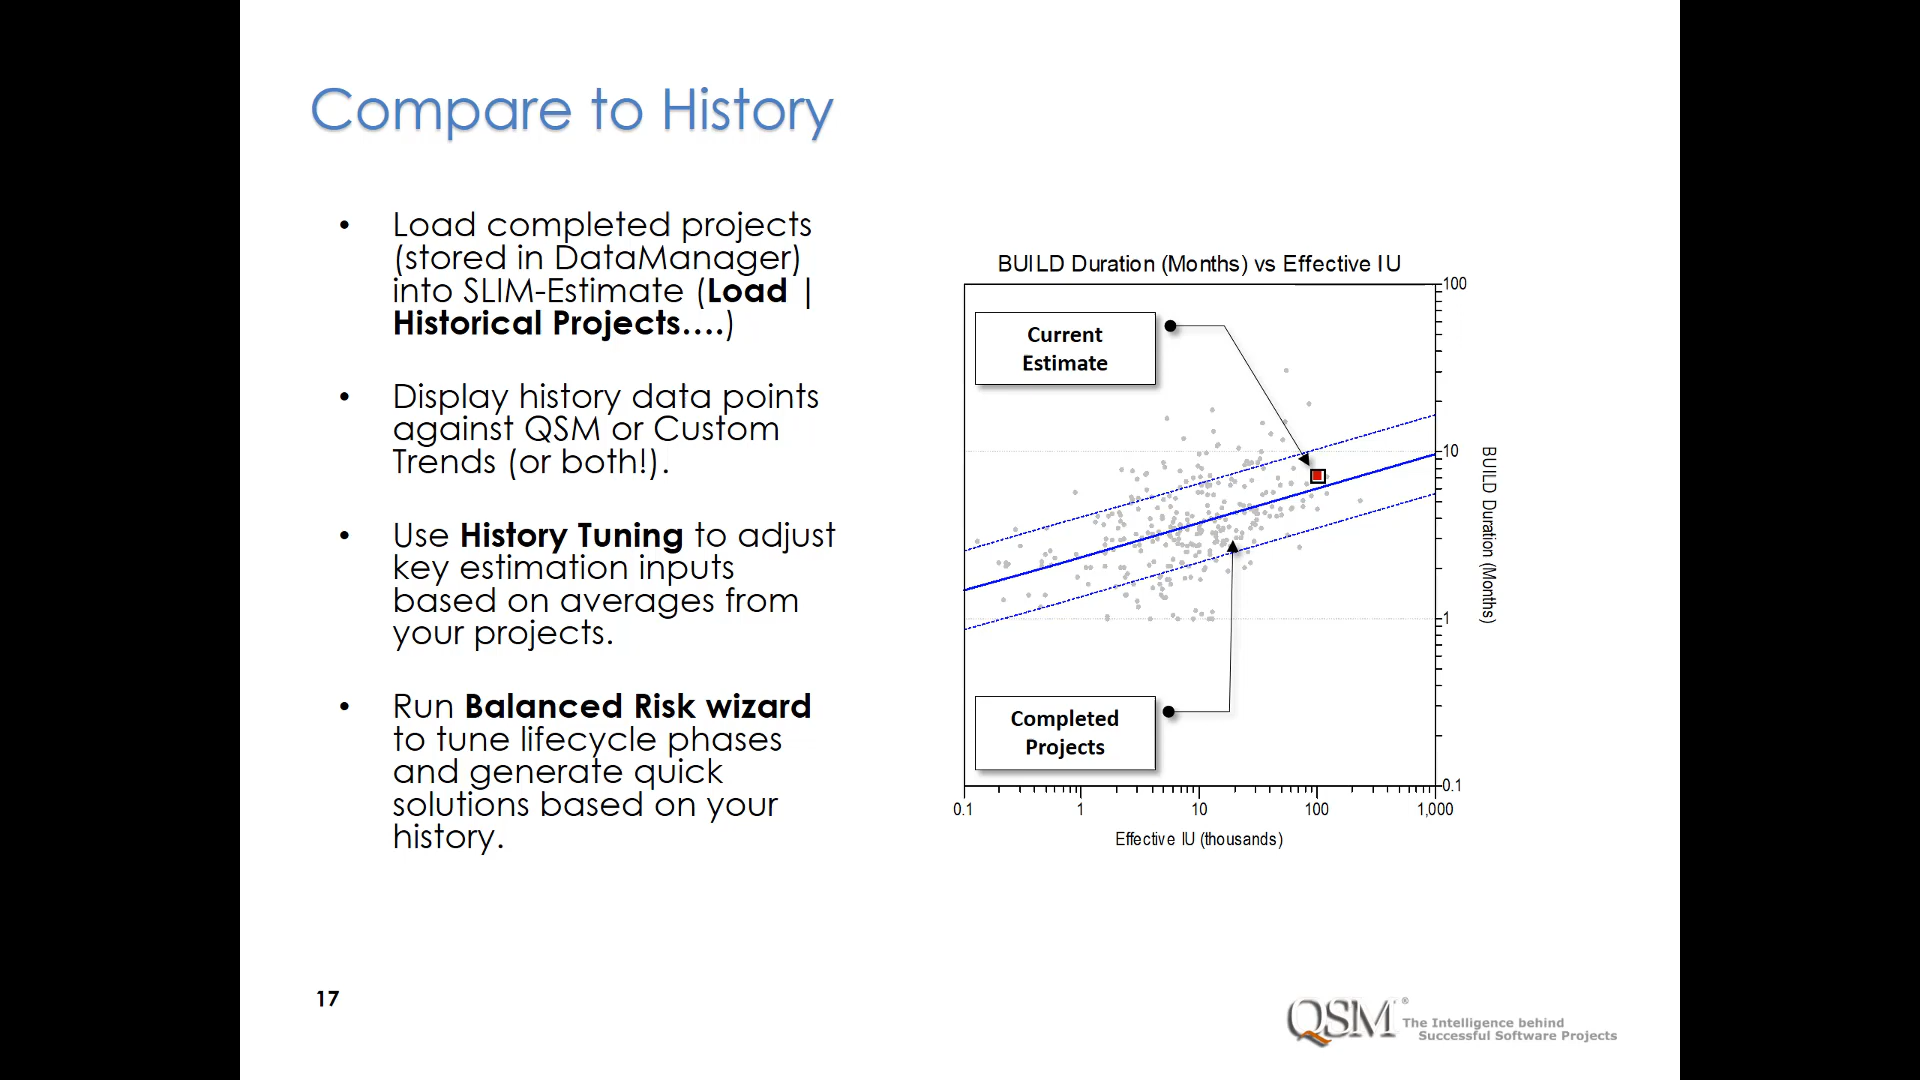 Compare to History
• Load completed projects
(stored in DataManager)
into SLIM-Estimate (Load |
Historical Projects….)
• Display history data points
against QSM or Custom
Trends (or both!).
• Use History Tuning to adjust
key estimation inputs
based on averages from
your projects.
• Run Balanced Risk wizard
to tune lifecycle phases
and generate quick
solutions based on your
history.
BUILD Duration (Months) vs Effective IU
Current
Estimate
Completed
Projects
100
10
1
0.1
BUILD Duration (Months)
0.1 1 10 100 1,000
Effective IU (thousands)
17
QSM®
The Intelligence behind
Successful Software Projects